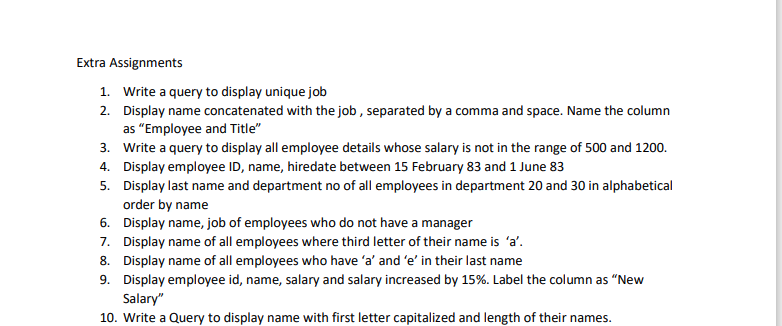 Extra Assignments
1. Write a query to display unique job
2. Display name concatenated with the job , separated by a comma and space. Name the column
as “Employee and Title”
3. Write a query to display all employee details whose salary is not in the range of 500 and 1200.
4. Display employee ID, name, hiredate between 15 February 83 and 1 June 83
5. Display last name and department no of all employees in department 20 and 30 in alphabetical
order by name
6. Display name, job of employees who do not have a manager
7. Display name of all employees where third letter of their name is ‘a’.
8. Display name of all employees who have ‘a’ and ‘e’ in their last name
9. Display employee id, name, salary and salary increased by 15%. Label the column as “New
Salary”
10. Write a Query to display name with first letter capitalized and length of their names.